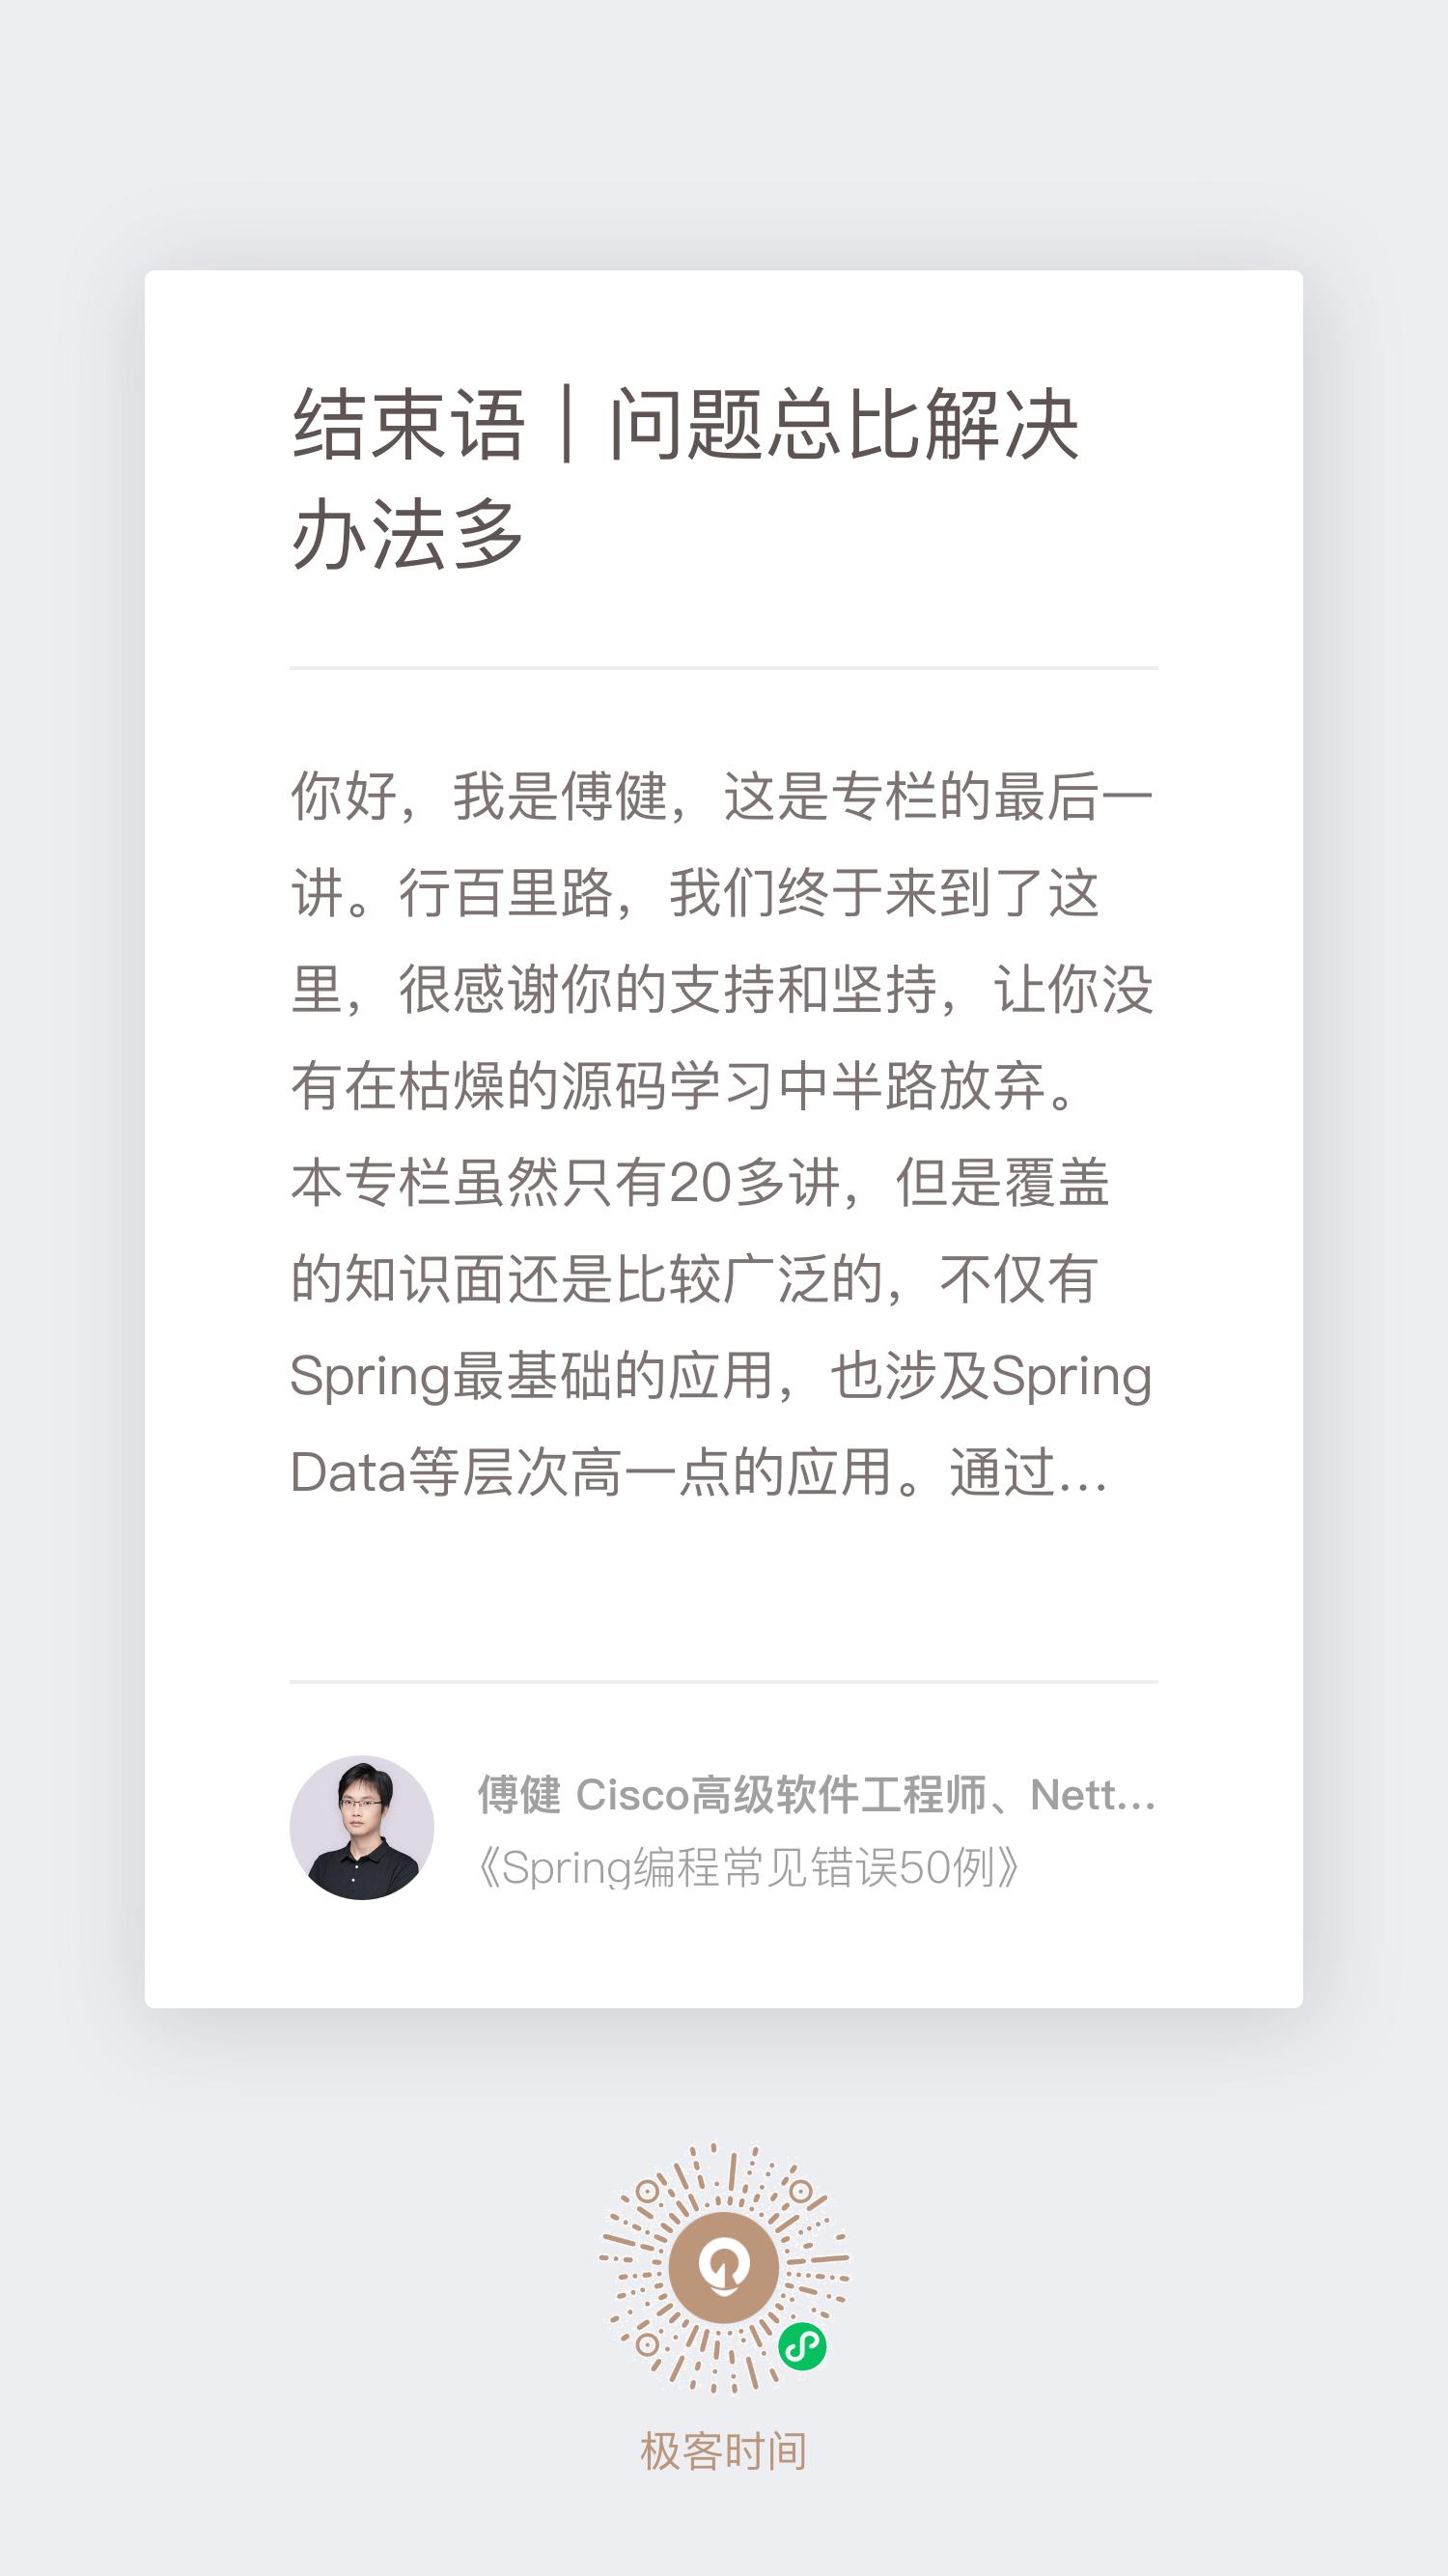 结束语｜问题总比解决
办法多
你好，我是傅健，这是专栏的最后一
讲。行百里路，我们终于来到了这
里，很感谢你的支持和坚持，让你没
有在枯燥的源码学习中半路放弃。
本专栏虽然只有20多讲，但是覆盖
的知识面还是比较广泛的，不仅有
Spring最基础的应用，也涉及Spring
Data等层次高一点的应用。通过…
傅健 Cisco高级软件工程师、Nett…
《Spring编程常见错误50例》
极客时间